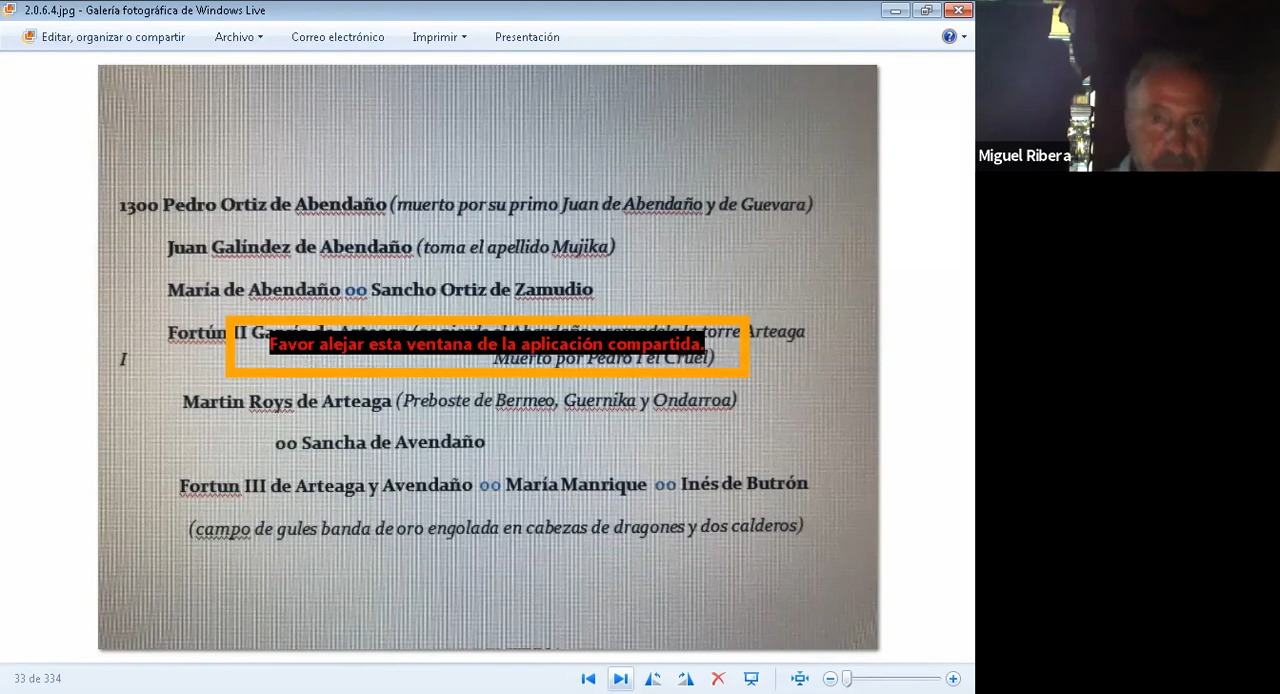 2.0.6.4.jpg - Galería fotográfica de Windows Live
Editar, organizar o compartir Archivo Correo electrónico Imprimir Presentación
Miguel Ribera
1300 Pedro Ortiz de Abendaño (muerto por su primo Juan de Abendaño y de Guevara)
Juan Galíndez de Abendaño (toma el apellido Mujika)
María de Abendaño oo Sancho Ortiz de Zamudio
Fortún II torre Arteaga
Favor alejar esta ventana de la aplicación compartida.
I Muerto por Pedro I el Cruel)
Martin Roys de Arteaga (Preboste de Bermeo, Guernika y Ondarroa)
oo Sancha de Avendaño
Fortun III de Arteaga y Avendaño oo María Manrique oo Inés de Butrón
(campo de gules banda de oro engolada en cabezas de dragones y dos calderos)
33 de 334